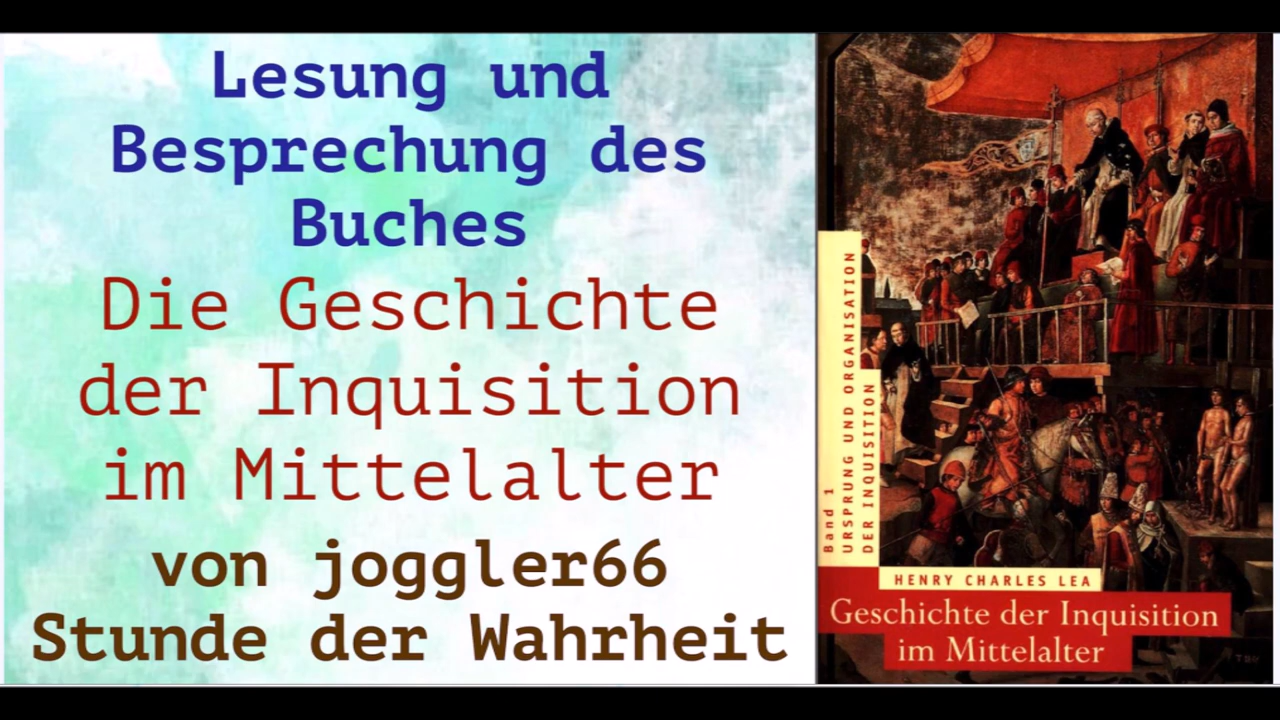 Lesung und
Besprechung des
Buches
Die Geschichte
der Inquisition
im Mittelalter
von joggler66
Stunde der Wahrheit
Band 1
URSPRUNG UND ORGANISATION
DER INQUISITION
HENRY CHARLES LEA
Geschichte der Inquisition
im Mittelalter